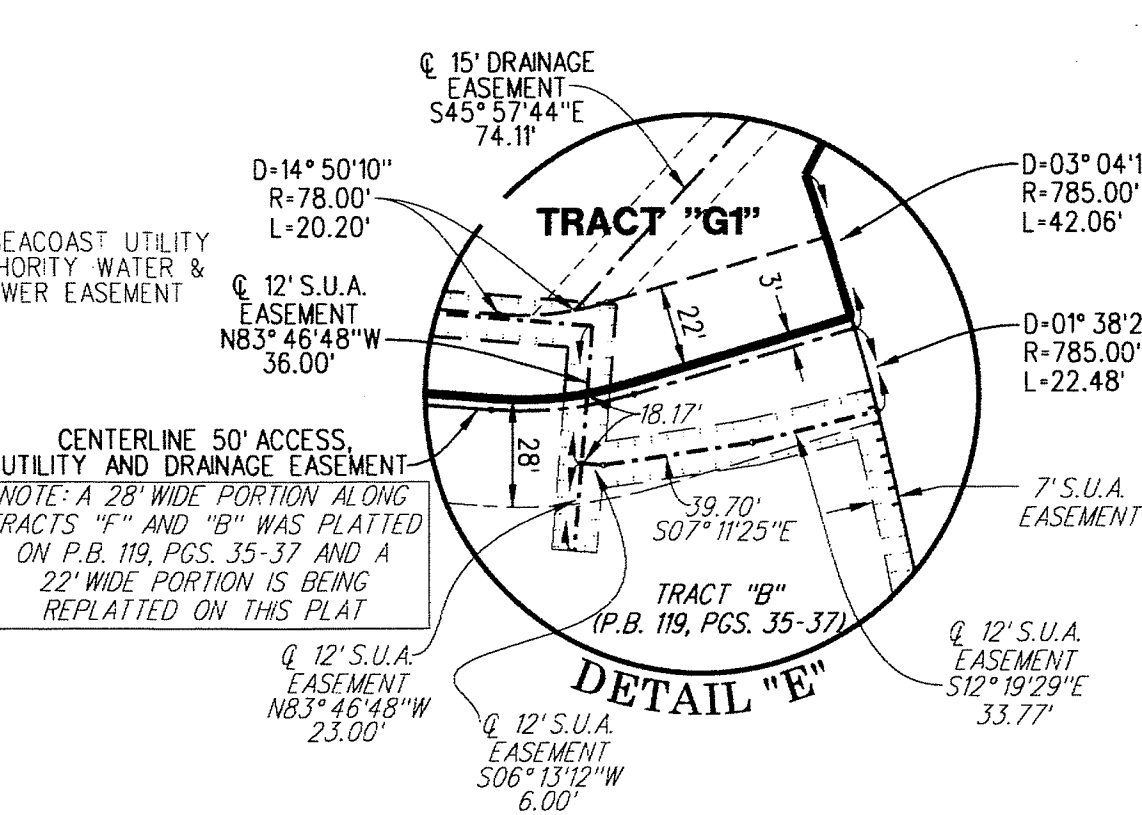 ℄ 15' DRAINAGE
EASEMENT
S45°57'44"E
74.11'
D=14°50'10"
R=78.00'
L=20.20'
D=03°04'1
R=785.00'
L=42.06'
TRACT "G1"
EACOAST UTILITY
HORITY WATER &
WER EASEMENT
℄ 12' S.U.A.
EASEMENT
N83°46'48"W
36.00'
22'
3'
D=01°38'2
R=785.00'
L=22.48'
18.17'
28'
CENTERLINE 50' ACCESS,
UTILITY AND DRAINAGE EASEMENT
NOTE: A 28' WIDE PORTION ALONG
TRACTS "F" AND "B" WAS PLATTED
ON P.B. 119, PGS. 35-37 AND A
22' WIDE PORTION IS BEING
REPLATTED ON THIS PLAT
39.70'
S07°11'25"E
7' S.U.A.
EASEMENT
TRACT "B"
(P.B. 119, PGS. 35-37)
℄ 12' S.U.A.
EASEMENT
N83°46'48"W
23.00'
DETAIL "E"
℄ 12' S.U.A.
EASEMENT
S12°19'29"E
33.77'
℄ 12' S.U.A.
EASEMENT
S06°13'12"W
6.00'